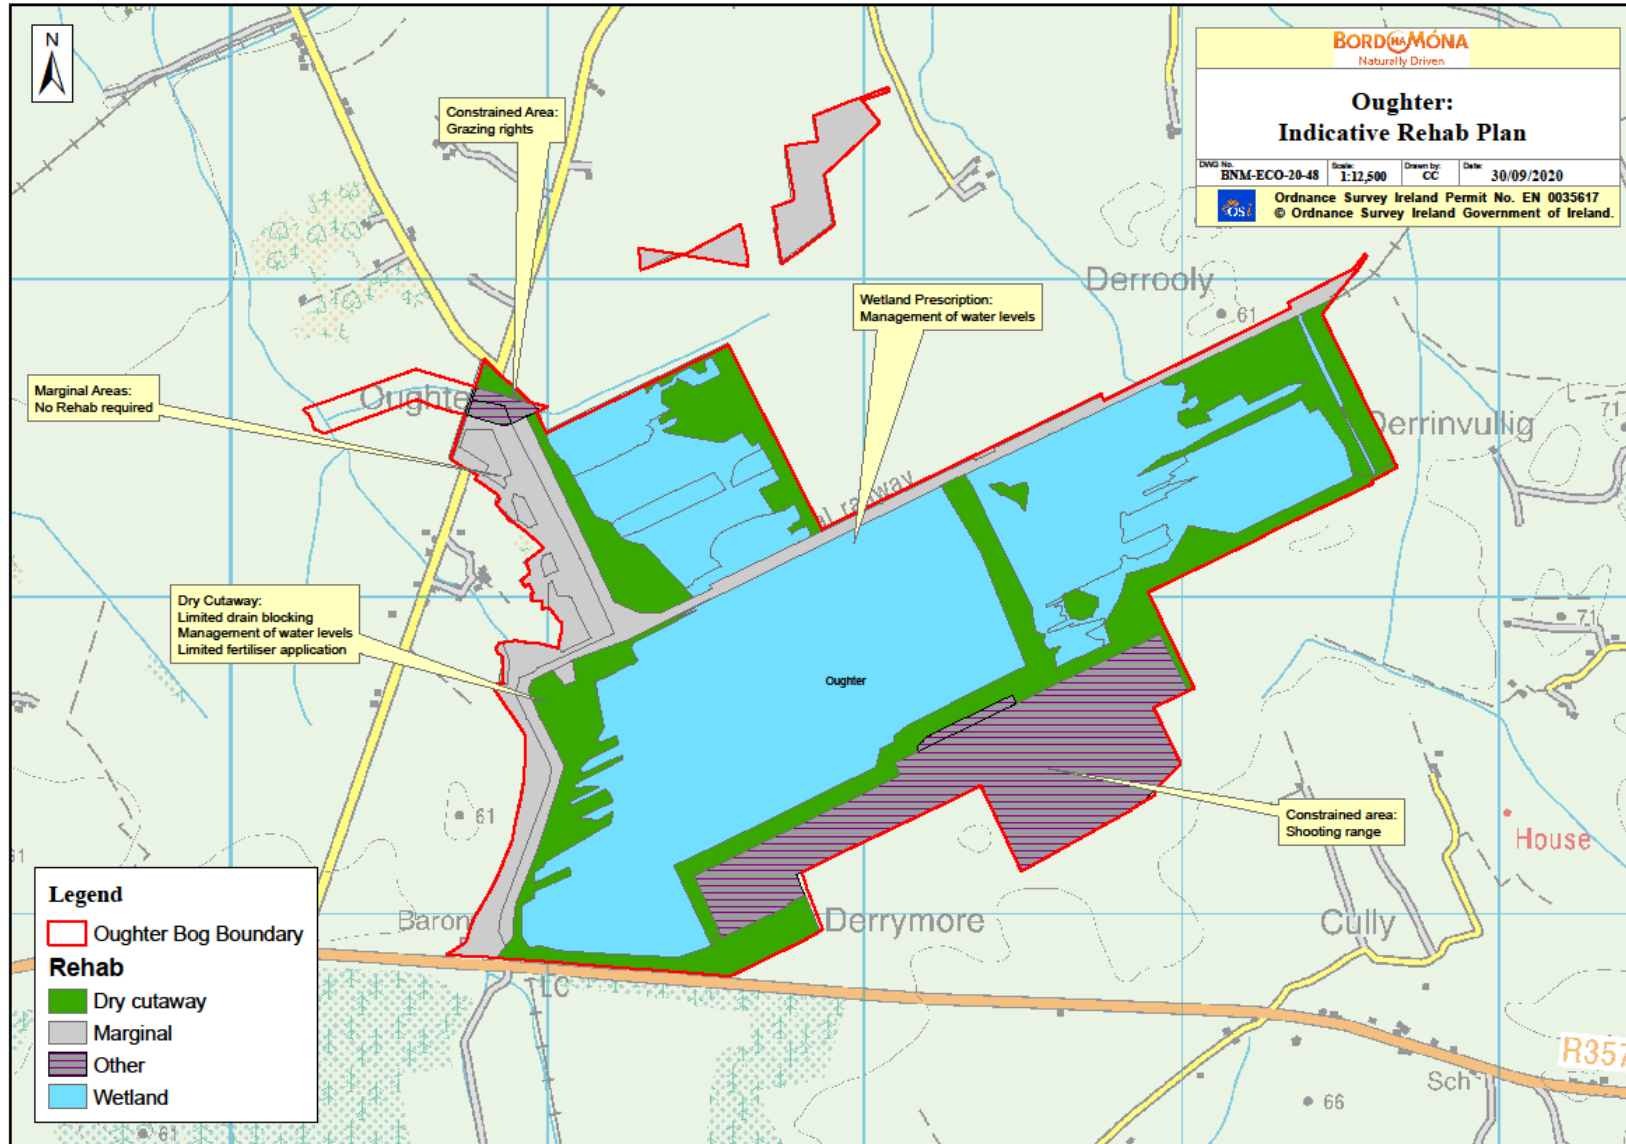 N
BORD NA MÓNA
Naturally Driven
Oughter:
Indicative Rehab Plan
DWG No. BNM-ECO-20-48 Scale: 1:12,500 Drawn by: CC Date: 30/09/2020
OSi
Ordnance Survey Ireland Permit No. EN 0035617
© Ordnance Survey Ireland Government of Ireland.
Constrained Area:
Grazing rights
Wetland Prescription:
Management of water levels
Derrooly
61
Marginal Areas:
No Rehab required
Oughte
Derrinvullig
71
al railway
Dry Cutaway:
Limited drain blocking
Management of water levels
Limited fertiliser application
71
Oughter
61
Constrained area:
Shooting range
House
31
Baron
Derrymore
Cully
LC
R357
Sch
66
61
Legend
Oughter Bog Boundary
Rehab
Dry cutaway
Marginal
Other
Wetland